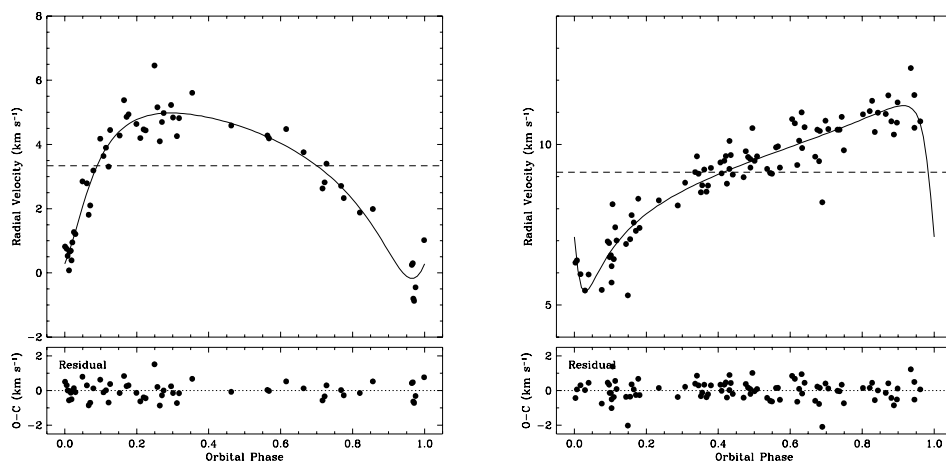 8
6
4
2
0
-2
Radial Velocity (km s⁻¹)
Residual
2
0
-2
O-C (km s⁻¹)
0.0 0.2 0.4 0.6 0.8 1.0
Orbital Phase
10
5
Radial Velocity (km s⁻¹)
Residual
2
0
-2
O-C (km s⁻¹)
0.0 0.2 0.4 0.6 0.8 1.0
Orbital Phase